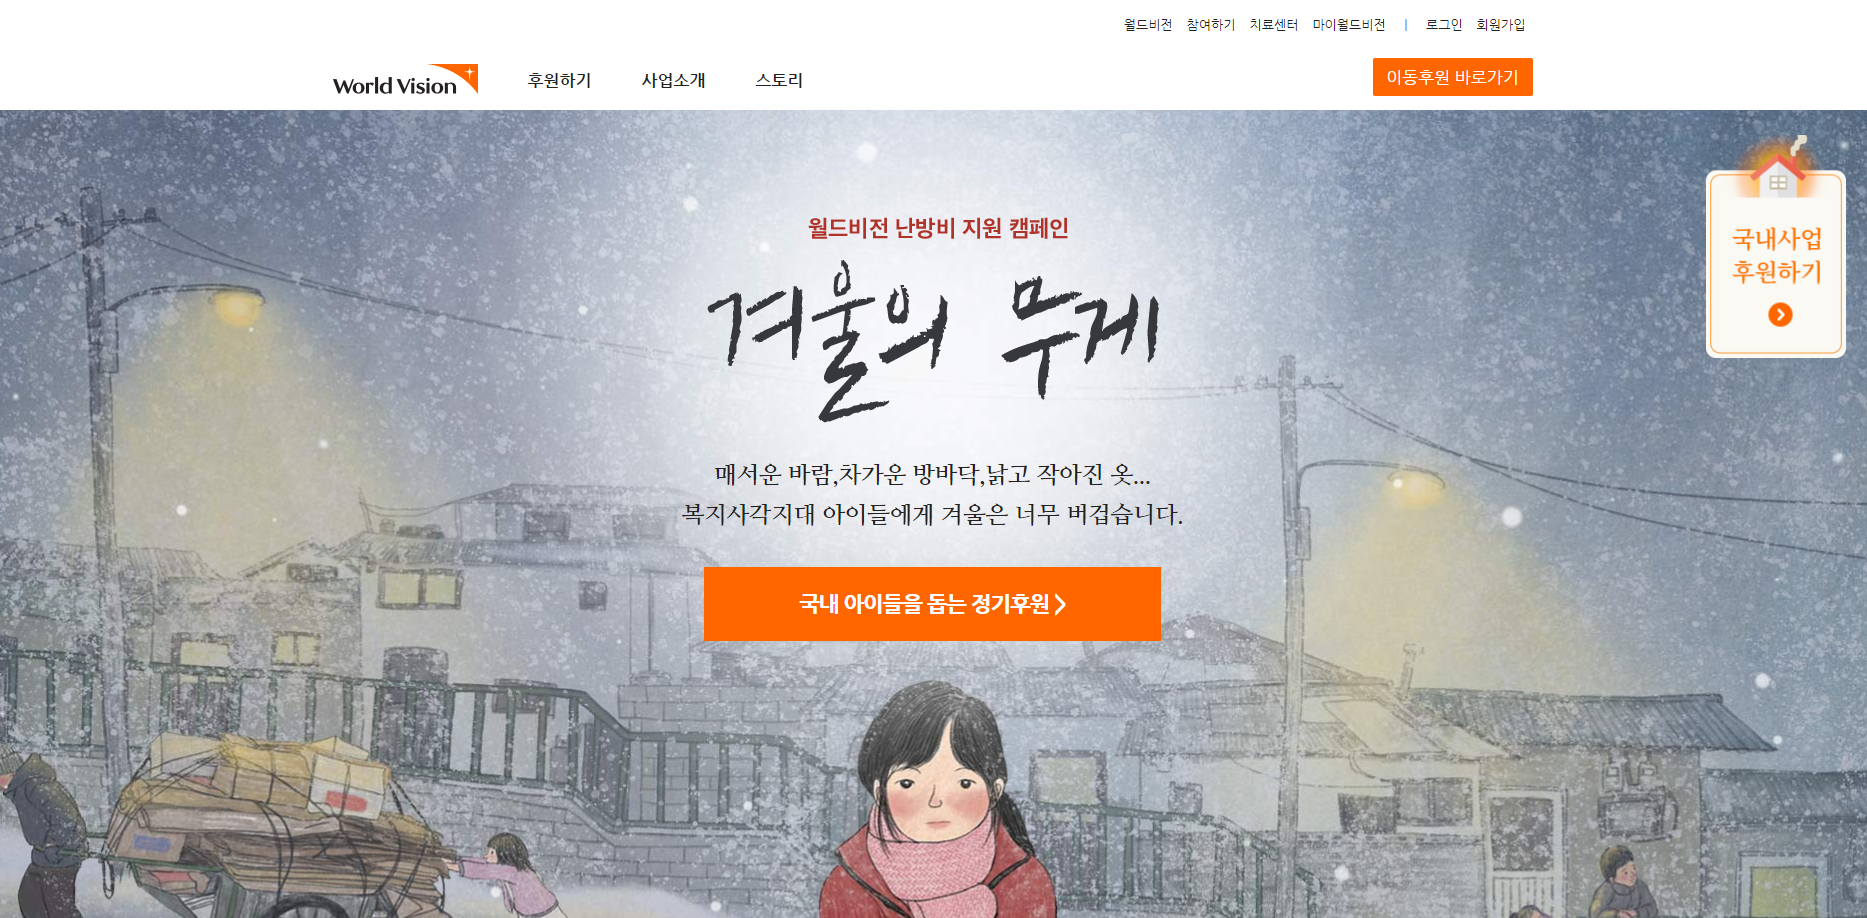 월드비전 참여하기 치료센터 마이월드비전 | 로그인 회원가입
World Vision 후원하기 사업소개 스토리 이동후원 바로가기
월드비전 난방비 지원 캠페인
겨울의 무게
매서운 바람,차가운 방바닥,낡고 작아진 옷...
복지사각지대 아이들에게 겨울은 너무 버겁습니다.
국내 아이들을 돕는 정기후원 >
국내사업
후원하기